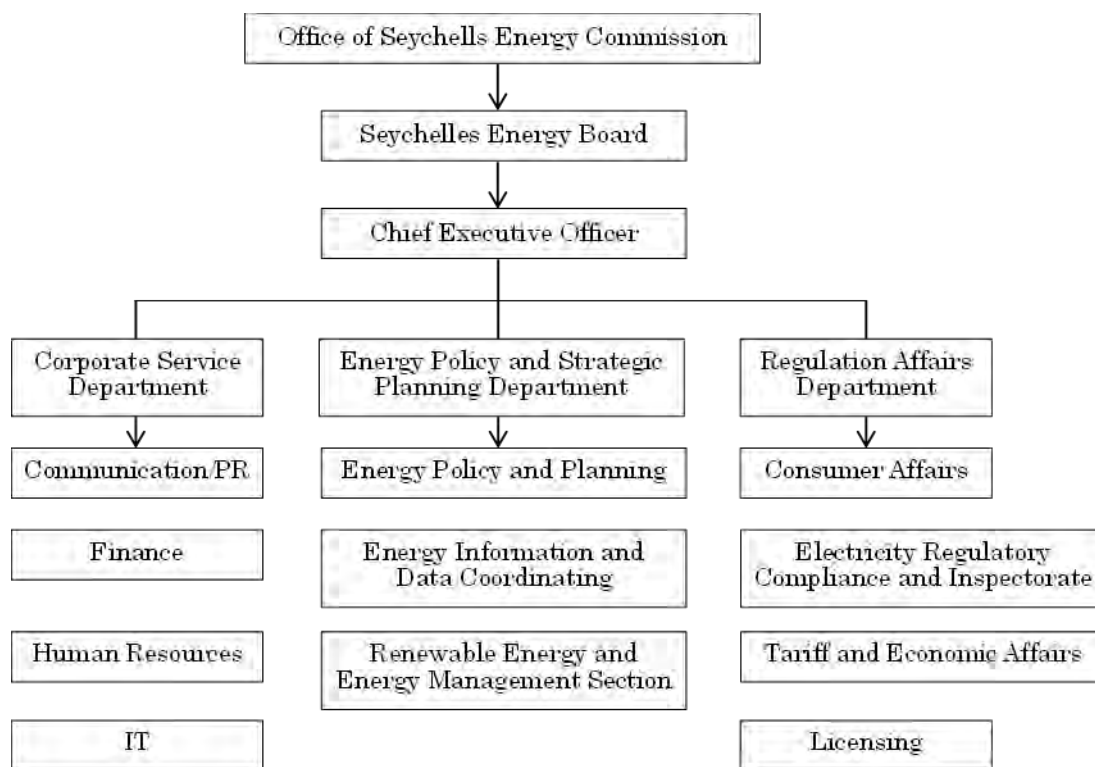 Office of Seychells Energy Commission
Seychelles Energy Board
Chief Executive Officer
Corporate Service
Department
Energy Policy and Strategic
Planning Department
Regulation Affairs
Department
Communication/PR
Energy Policy and Planning
Consumer Affairs
Finance
Energy Information and
Data Coordinating
Electricity Regulatory
Compliance and Inspectorate
Human Resources
Renewable Energy and
Energy Management Section
Tariff and Economic Affairs
IT
Licensing